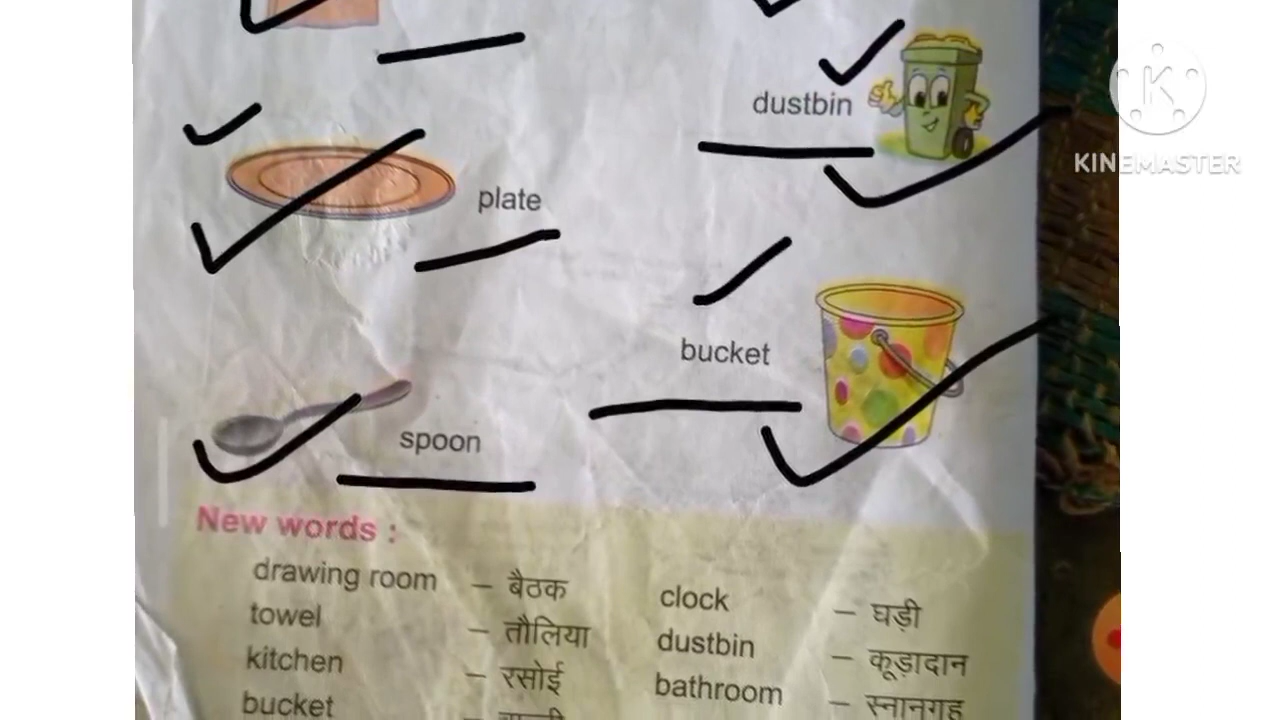 dustbin
plate
bucket
spoon
New words :
drawing room – बैठक
towel – तौलिया
kitchen – रसोई
bucket –
clock – घड़ी
dustbin – कूड़ादान
bathroom – स्नानगृह
KINEMASTER